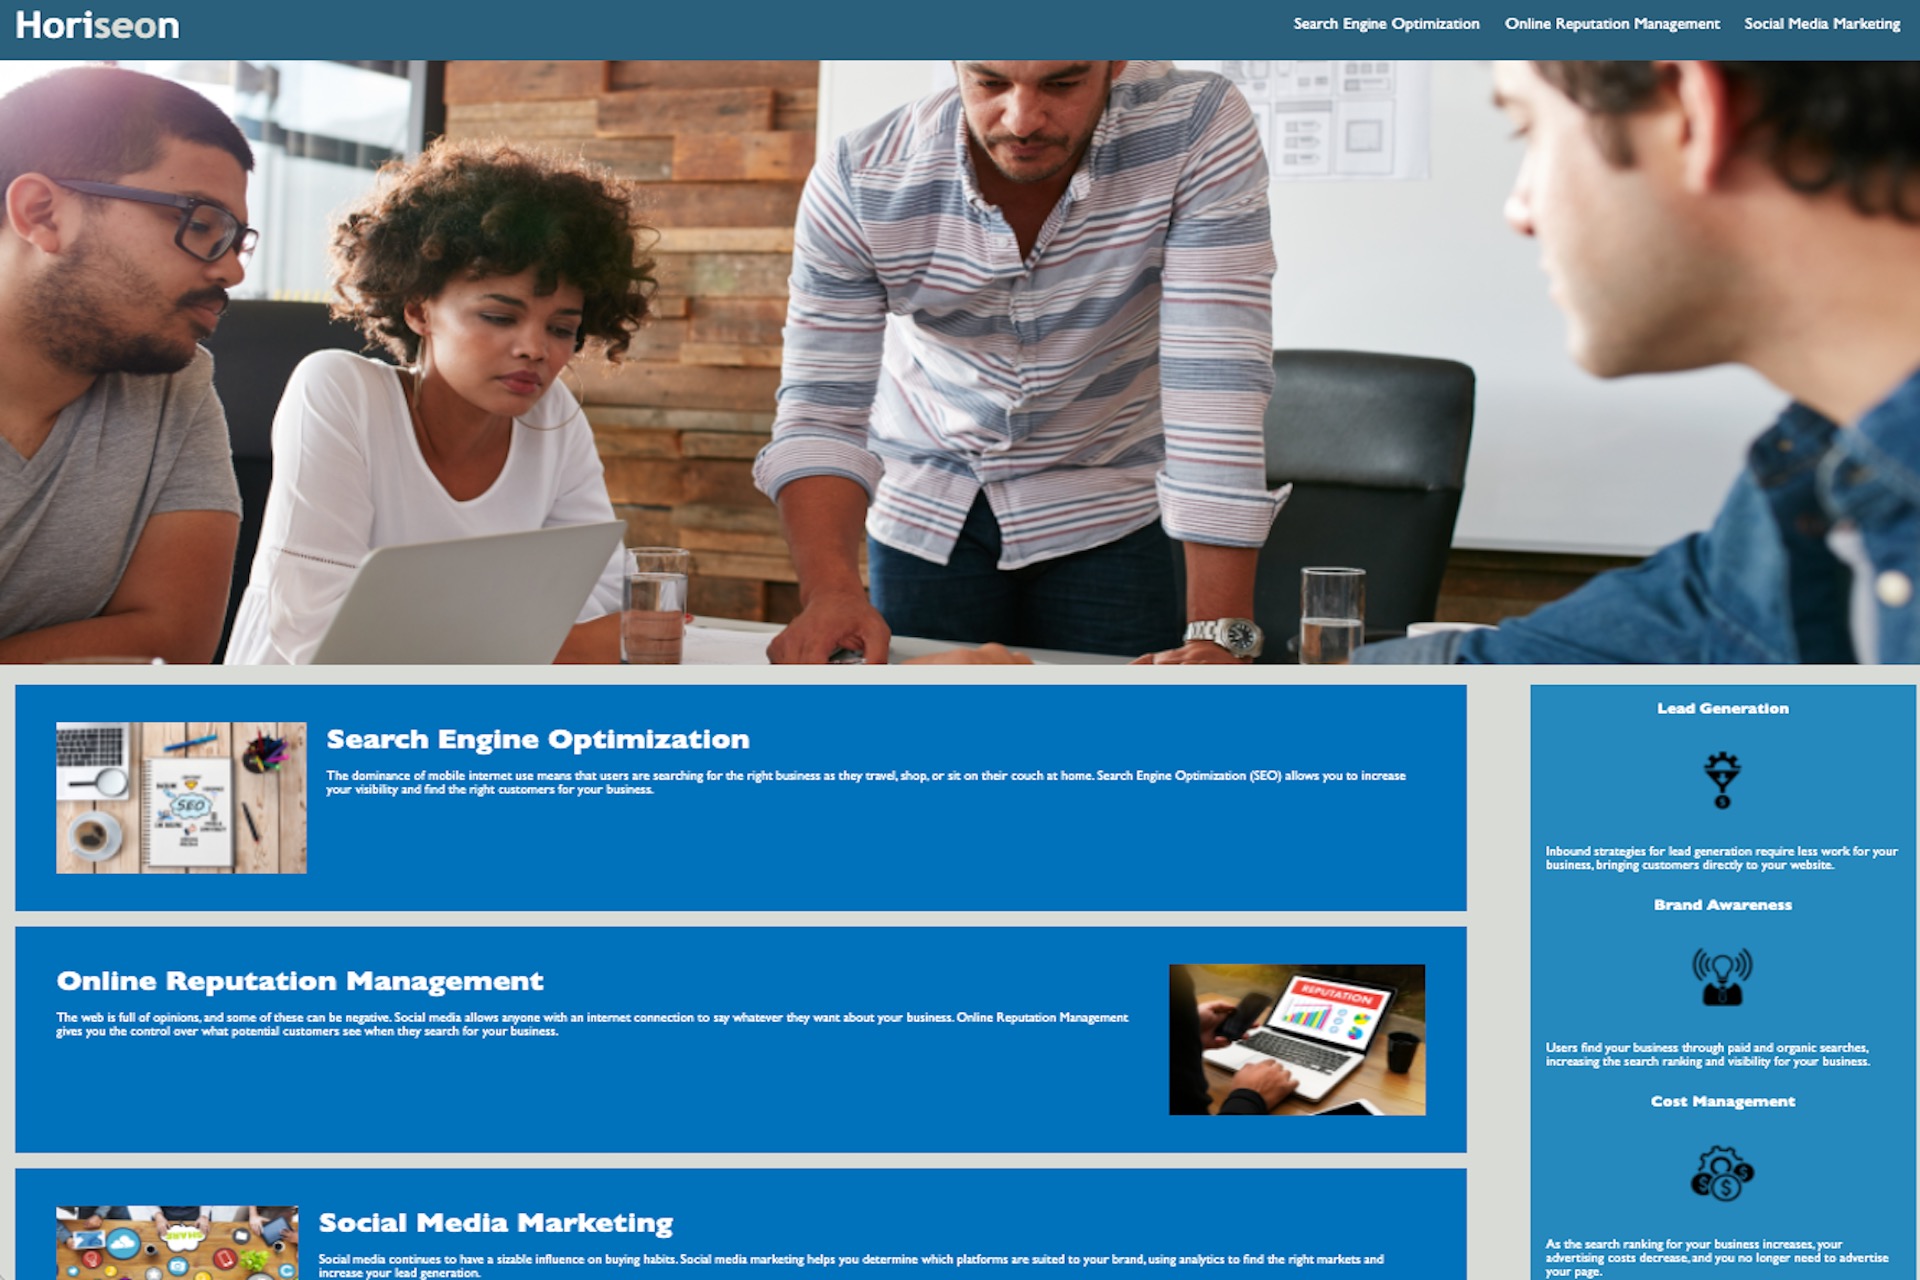 Horiseon
Search Engine Optimization
Online Reputation Management
Social Media Marketing
Search Engine Optimization
The dominance of mobile internet use means that users are searching for the right business as they travel, shop, or sit on their couch at home. Search Engine Optimization (SEO) allows you to increase
your visibility and find the right customers for your business.
SEO
Online Reputation Management
The web is full of opinions, and some of these can be negative. Social media allows anyone with an internet connection to say whatever they want about your business. Online Reputation Management
gives you the control over what potential customers see when they search for your business.
REPUTATION
Social Media Marketing
Social media continues to have a sizable influence on buying habits. Social media marketing helps you determine which platforms are suited to your brand, using analytics to find the right markets and
increase your lead generation.
SHARE
Lead Generation
Inbound strategies for lead generation require less work for your
business, bringing customers directly to your website.
Brand Awareness
Users find your business through paid and organic searches,
increasing the search ranking and visibility for your business.
Cost Management
As the search ranking for your business increases, your
advertising costs decrease, and you no longer need to advertise
your page.